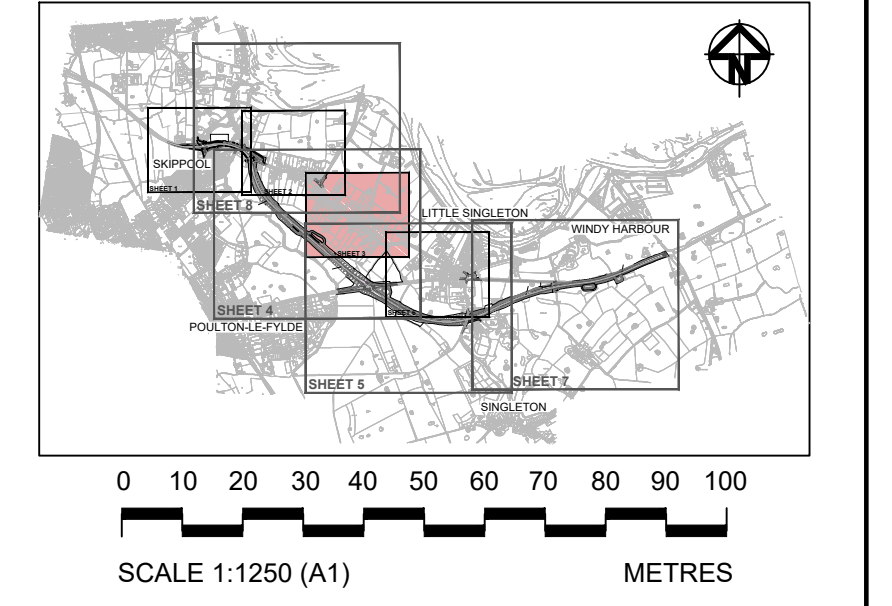 N
SKIPPOOL
SHEET 1
SHEET 2
SHEET 8
LITTLE SINGLETON
WINDY HARBOUR
SHEET 3
SHEET 4
SHEET 6
POULTON-LE-FYLDE
SHEET 5
SHEET 7
SINGLETON
0 10 20 30 40 50 60 70 80 90 100
SCALE 1:1250 (A1) METRES